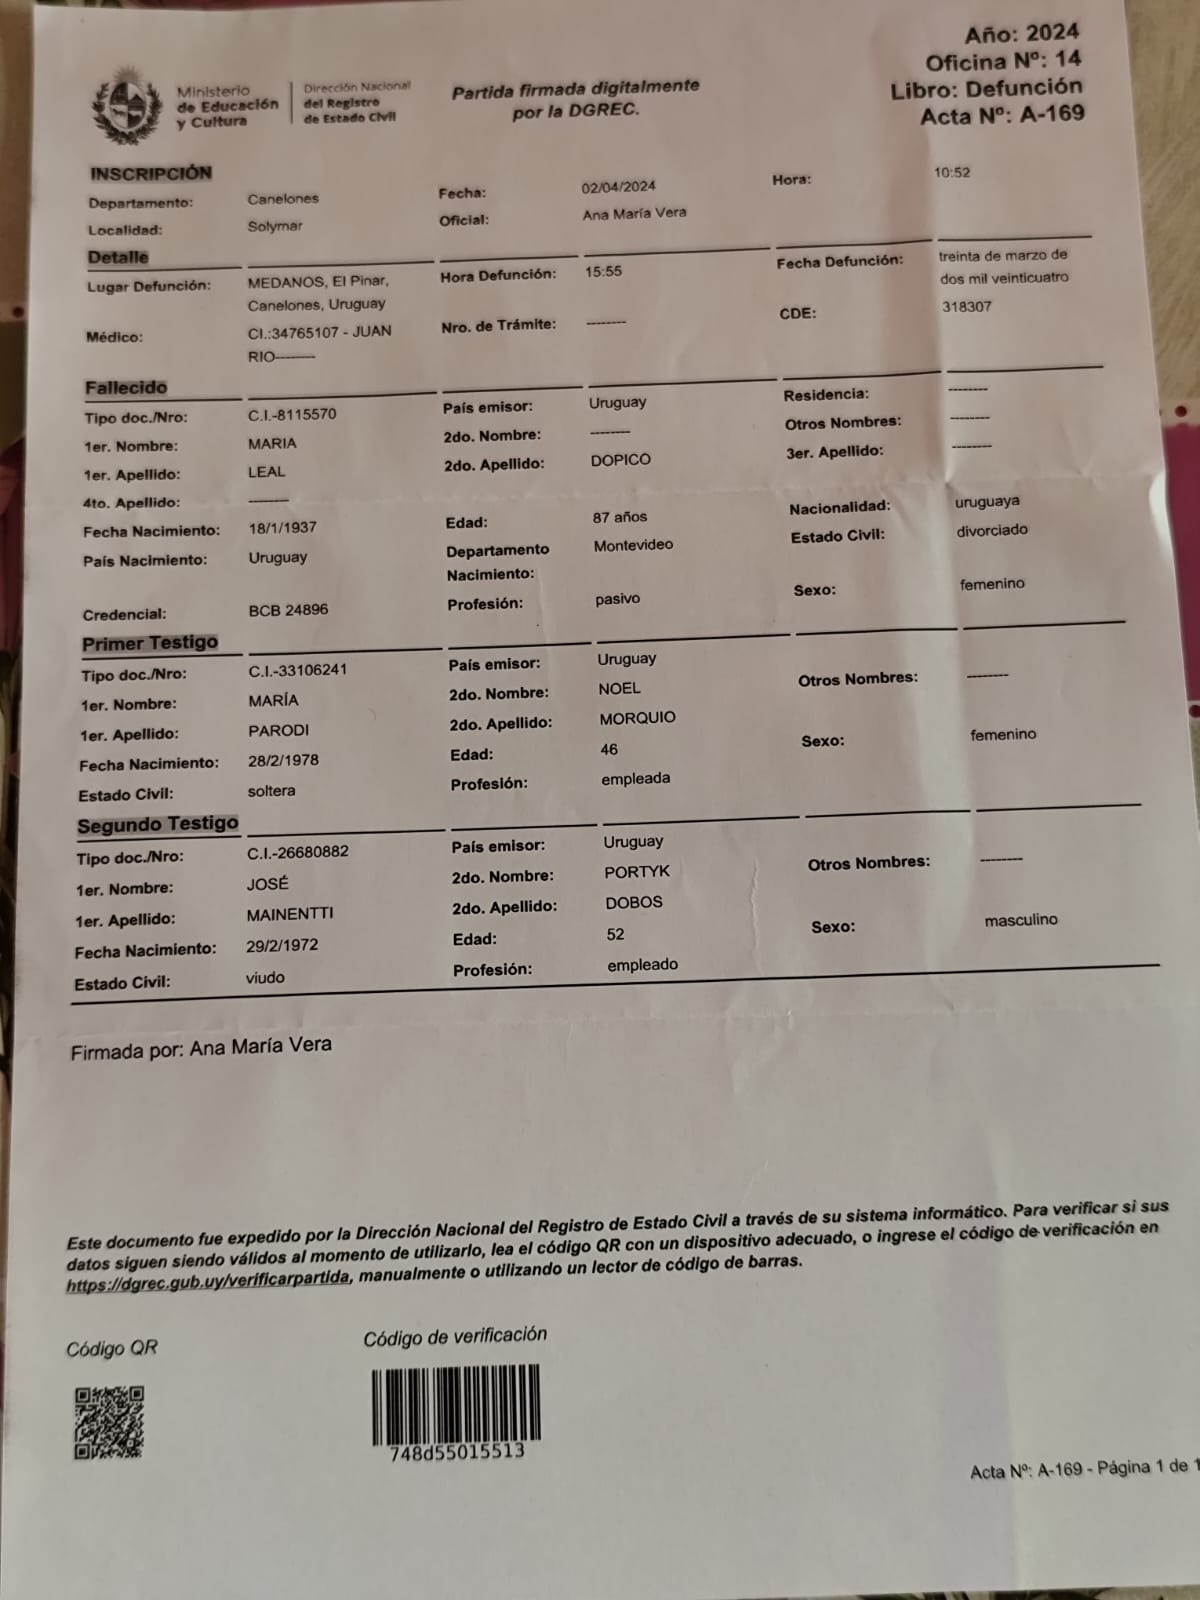 Año: 2024
Oficina Nº: 14
Libro: Defunción
Acta Nº: A-169
Ministerio de Educación y Cultura
Dirección Nacional del Registro de Estado Civil
Partida firmada digitalmente por la DGREC.
INSCRIPCIÓN
Departamento: Canelones Fecha: 02/04/2024 Hora: 10:52
Localidad: Solymar Oficial: Ana María Vera
Detalle
Lugar Defunción: MEDANOS, El Pinar, Canelones, Uruguay Hora Defunción: 15:55 Fecha Defunción: treinta de marzo de dos mil veinticuatro
Médico: CI.:34765107 - JUAN RIO-------- Nro. de Trámite: -------- CDE: 318307
Fallecido
Tipo doc./Nro: C.I.-8115570 País emisor: Uruguay Residencia: --------
1er. Nombre: MARIA 2do. Nombre: -------- Otros Nombres: --------
1er. Apellido: LEAL 2do. Apellido: DOPICO 3er. Apellido: --------
4to. Apellido: --------
Fecha Nacimiento: 18/1/1937 Edad: 87 años Nacionalidad: uruguaya
País Nacimiento: Uruguay Departamento Nacimiento: Montevideo Estado Civil: divorciado
Credencial: BCB 24896 Profesión: pasivo Sexo: femenino
Primer Testigo
Tipo doc./Nro: C.I.-33106241 País emisor: Uruguay
1er. Nombre: MARÍA 2do. Nombre: NOEL Otros Nombres: --------
1er. Apellido: PARODI 2do. Apellido: MORQUIO
Fecha Nacimiento: 28/2/1978 Edad: 46 Sexo: femenino
Estado Civil: soltera Profesión: empleada
Segundo Testigo
Tipo doc./Nro: C.I.-26680882 País emisor: Uruguay
1er. Nombre: JOSÉ 2do. Nombre: PORTYK Otros Nombres: --------
1er. Apellido: MAINENTTI 2do. Apellido: DOBOS
Fecha Nacimiento: 29/2/1972 Edad: 52 Sexo: masculino
Estado Civil: viudo Profesión: empleado
Firmada por: Ana María Vera
Este documento fue expedido por la Dirección Nacional del Registro de Estado Civil a través de su sistema informático. Para verificar si sus
datos siguen siendo válidos al momento de utilizarlo, lea el código QR con un dispositivo adecuado, o ingrese el código de verificación en
https://dgrec.gub.uy/verificarpartida, manualmente o utilizando un lector de código de barras.
Código QR
Código de verificación
748d55015513
Acta Nº: A-169 - Página 1 de 1